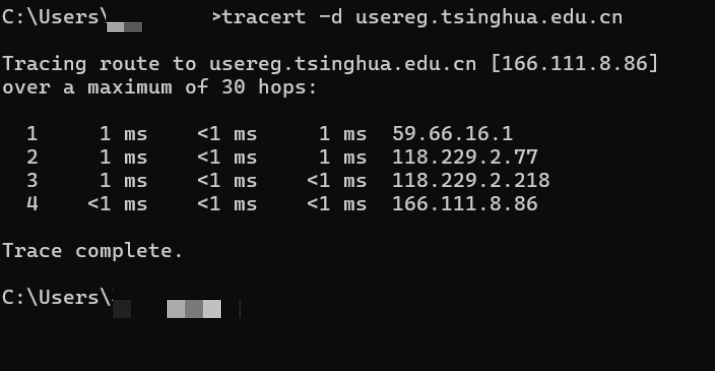 C:\Users\ >tracert -d usereg.tsinghua.edu.cn
Tracing route to usereg.tsinghua.edu.cn [166.111.8.86]
over a maximum of 30 hops:
1 1 ms <1 ms 1 ms 59.66.16.1
2 1 ms <1 ms 1 ms 118.229.2.77
3 1 ms <1 ms <1 ms 118.229.2.218
4 <1 ms <1 ms <1 ms 166.111.8.86
Trace complete.
C:\Users\